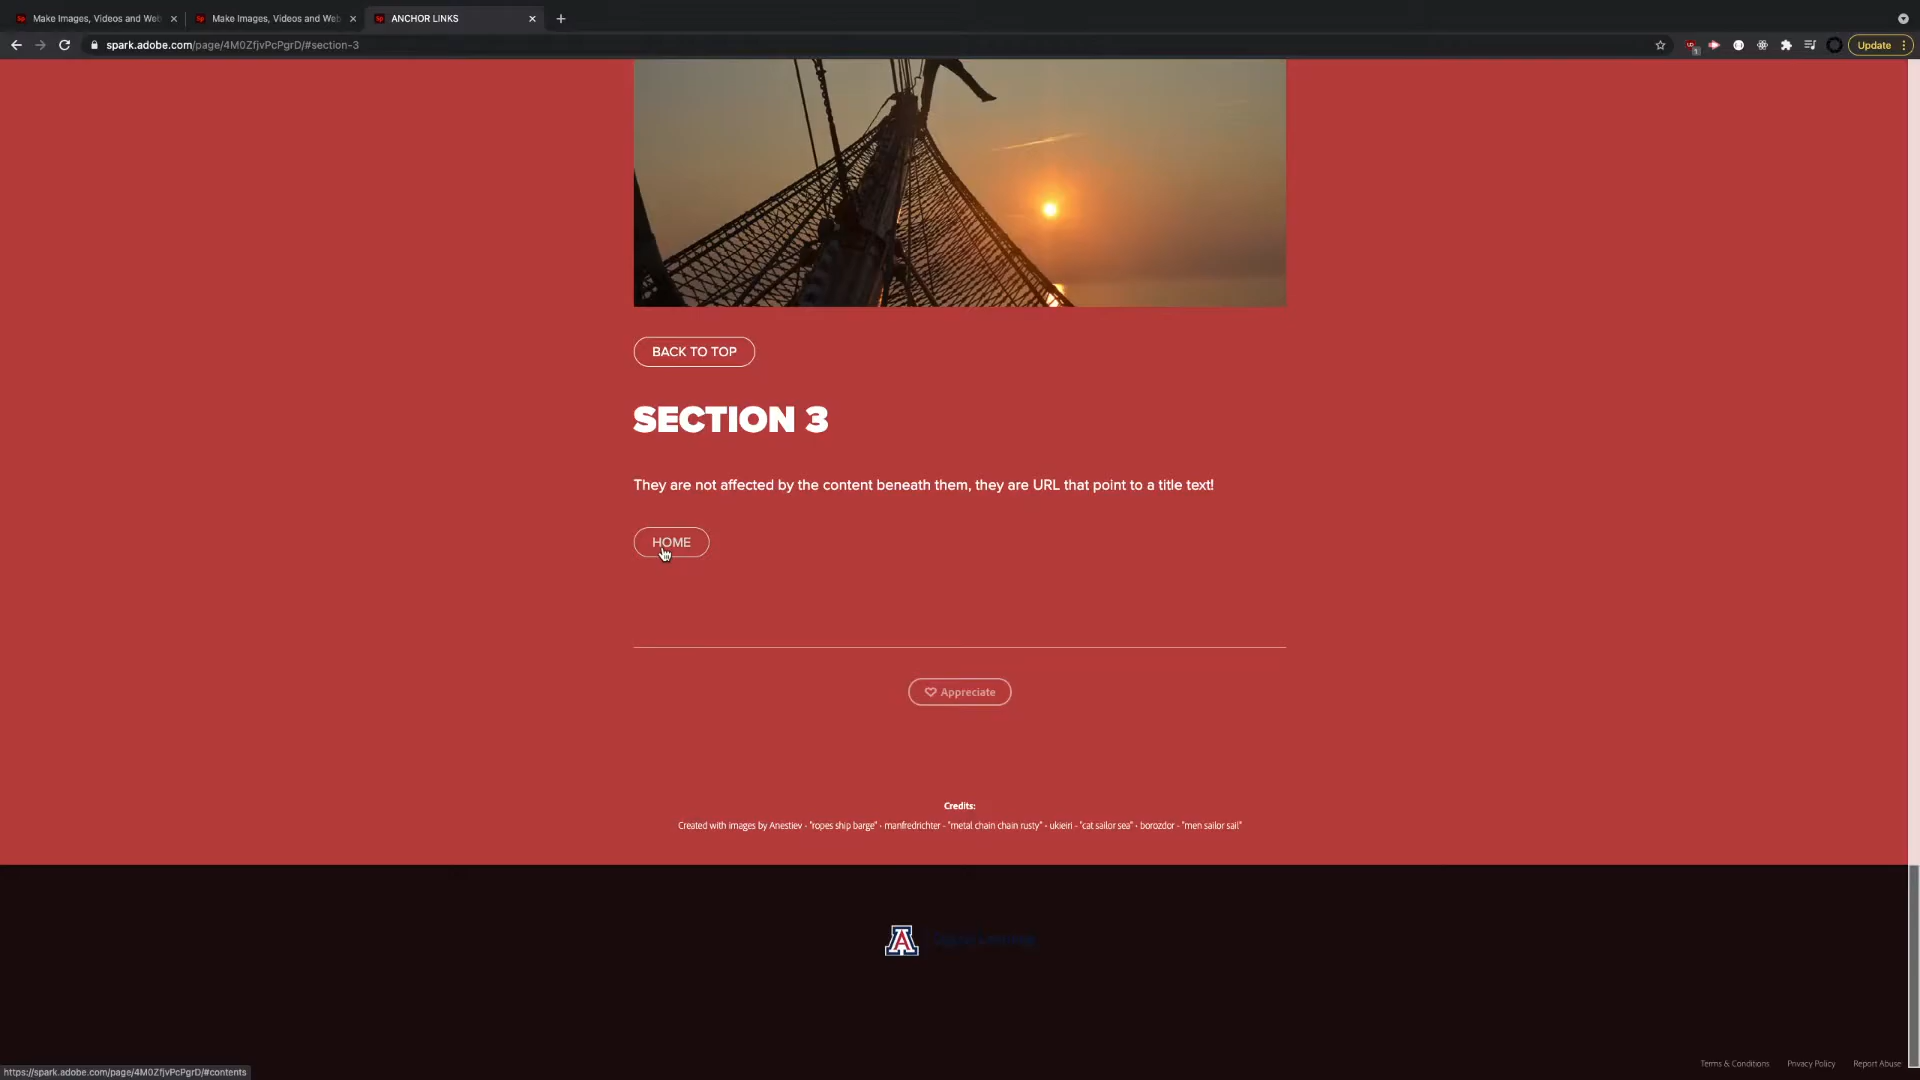 Make Images, Videos and Web
Make Images, Videos and Web
ANCHOR LINKS
spark.adobe.com/page/4M0ZfjvPcPgrD/#section-3
Update
BACK TO TOP
SECTION 3
They are not affected by the content beneath them, they are URL that point to a title text!
HOME
Appreciate
Credits:
Created with images by Anestiev - "ropes ship barge" • manfredrichter - "metal chain chain rusty" • ukieiri - "cat sailor sea" • borozdor - "men sailor sail"
A
Terms & Conditions Privacy Policy Report Abuse
https://spark.adobe.com/page/4M0ZfjvPcPgrD/#contents